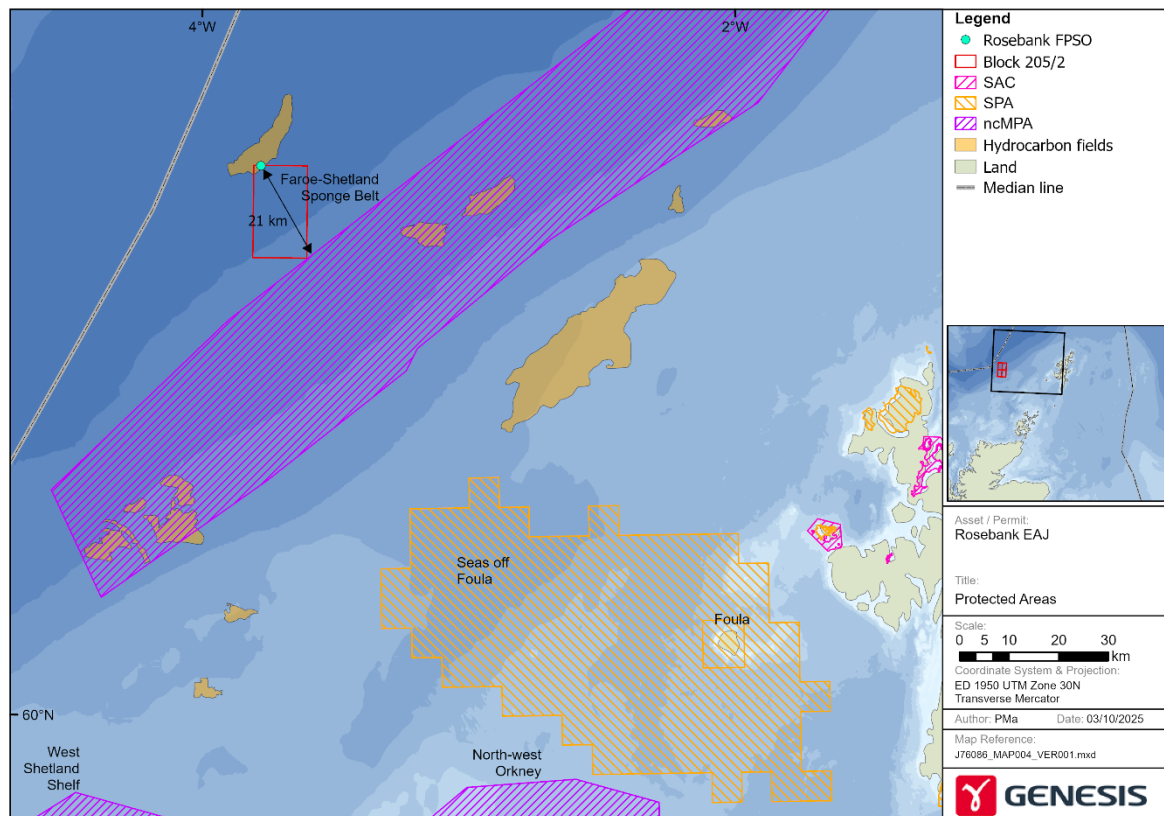 4°W
2°W
Faroe-Shetland
Sponge Belt
21 km
Seas off
Foula
Foula
60°N
West
Shetland
Shelf
North-west
Orkney
Legend
Rosebank FPSO
Block 205/2
SAC
SPA
ncMPA
Hydrocarbon fields
Land
Median line
Asset / Permit:
Rosebank EAJ
Title:
Protected Areas
Scale:
0 5 10 20 30
km
Coordinate System & Projection:
ED 1950 UTM Zone 30N
Transverse Mercator
Author: PMa Date: 03/10/2025
Map Reference:
J76086_MAP004_VER001.mxd
GENESIS